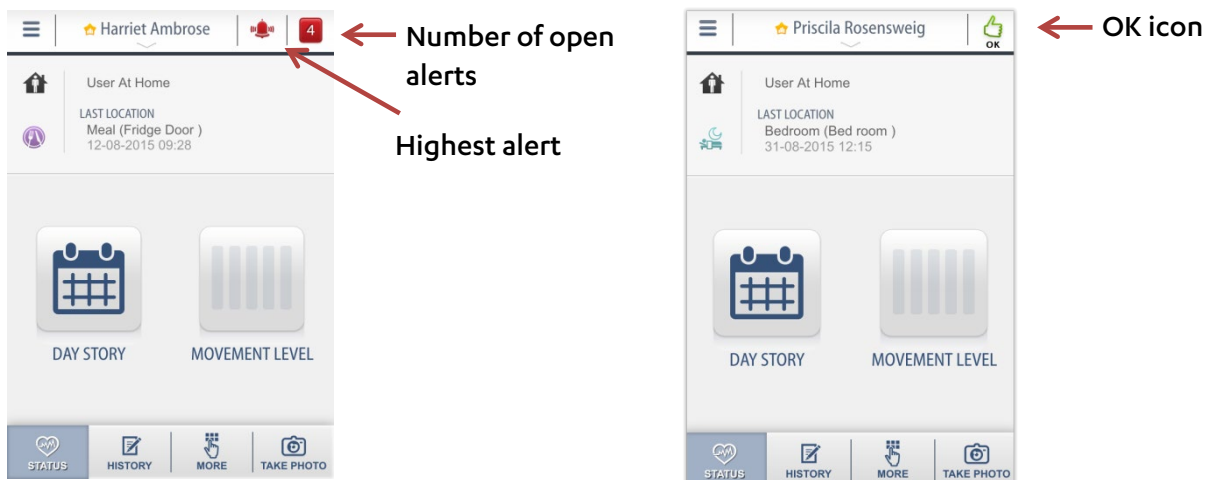 Harriet Ambrose
4
Number of open
alerts
Highest alert
User At Home
LAST LOCATION
Meal (Fridge Door )
12-08-2015 09:28
DAY STORY
MOVEMENT LEVEL
STATUS
HISTORY
MORE
TAKE PHOTO
Priscila Rosensweig
OK
OK icon
User At Home
LAST LOCATION
Bedroom (Bed room )
31-08-2015 12:15
DAY STORY
MOVEMENT LEVEL
STATUS
HISTORY
MORE
TAKE PHOTO